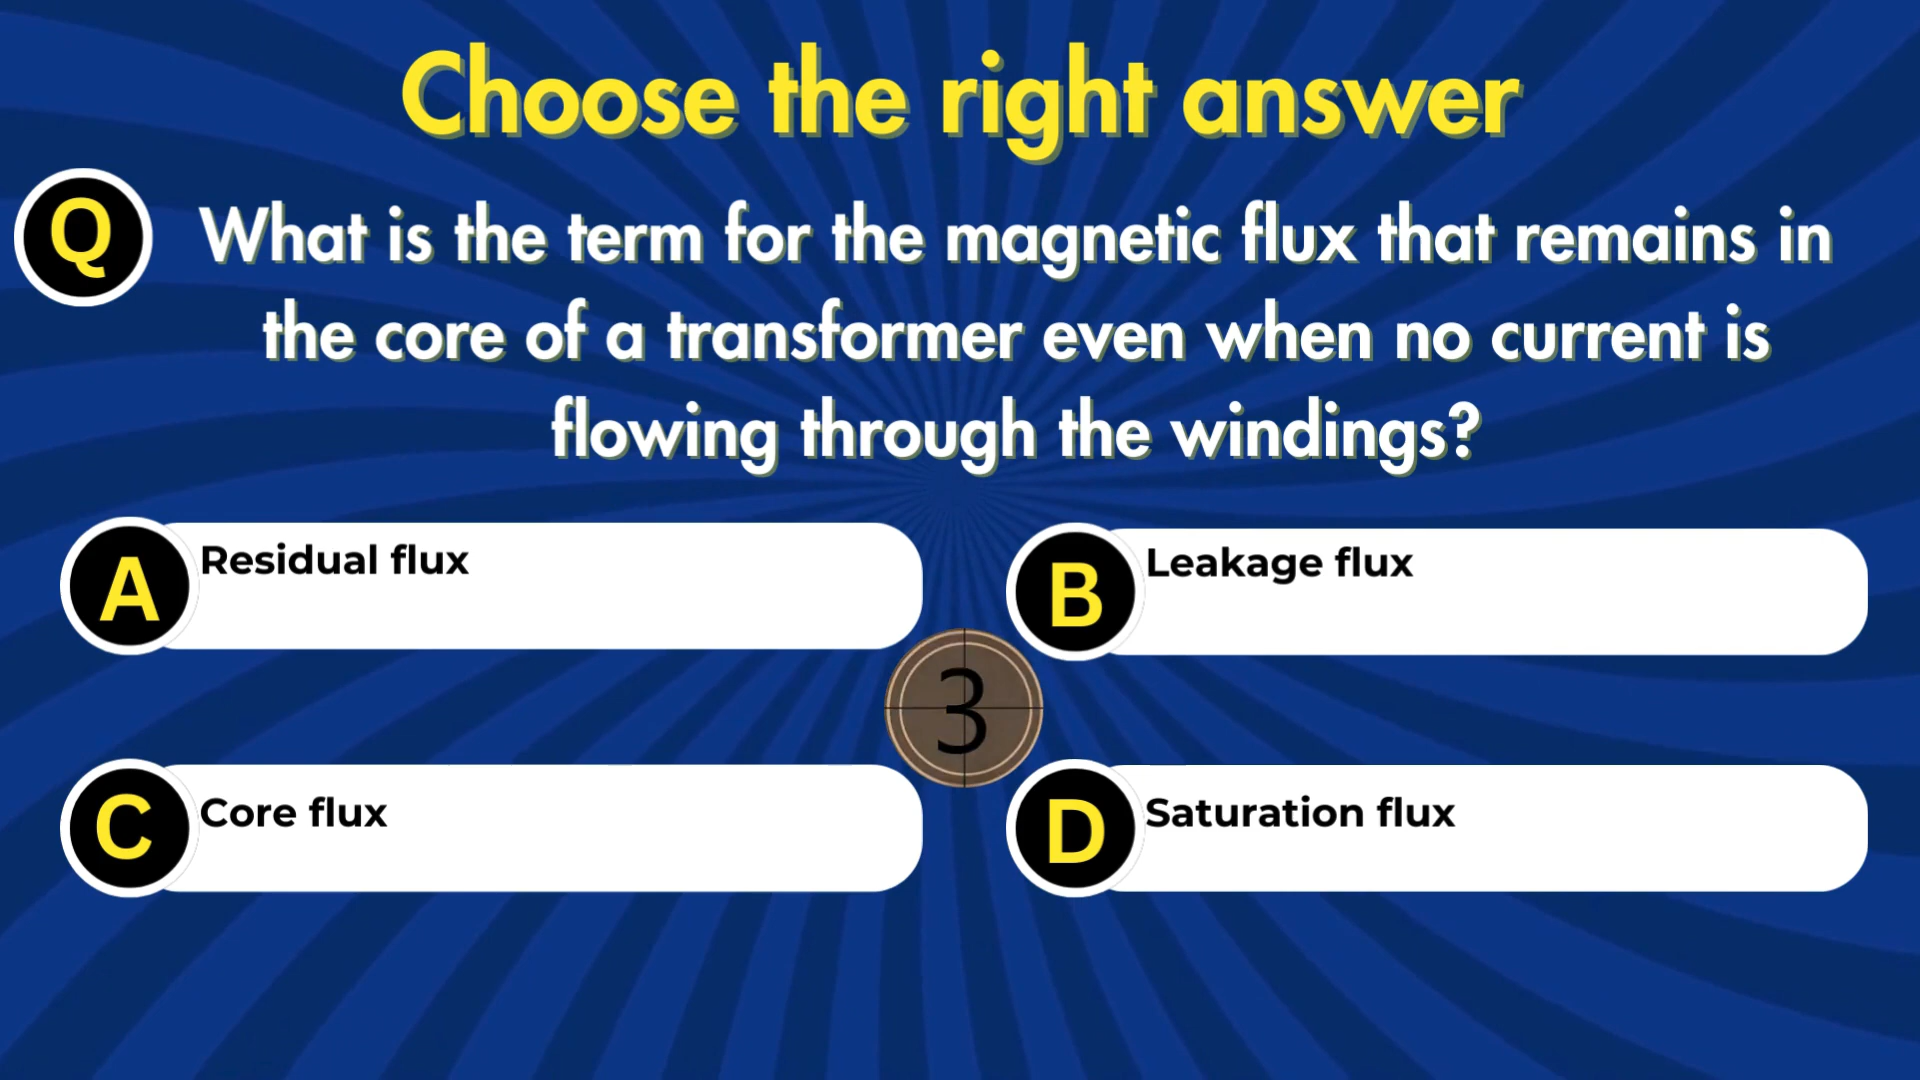 Choose the right answer
Q
What is the term for the magnetic flux that remains in
the core of a transformer even when no current is
flowing through the windings?
A Residual flux
B Leakage flux
3
C Core flux
D Saturation flux